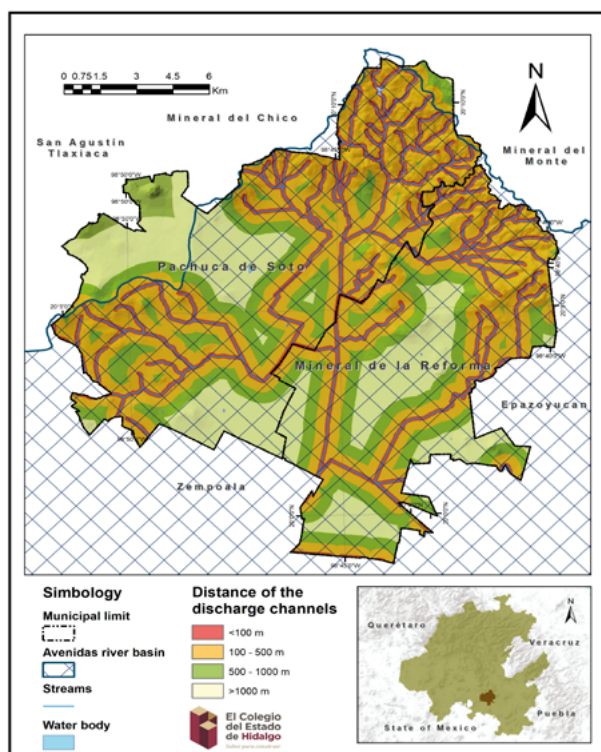 0 0.75 1.5 3 4.5 6
Km
N
Mineral del Chico
San Agustín
Tlaxiaca
Mineral del
Monte
Pachuca de Soto
Mineral de la Reforma
Epazoyucan
Zempoala
Simbology
Municipal limit
Avenidas river basin
Streams
Water body
Distance of the
discharge channels
<100 m
100 - 500 m
500 - 1000 m
>1000 m
El Colegio
del Estado
de Hidalgo
N
Querétaro
Veracruz
Puebla
State of Mexico